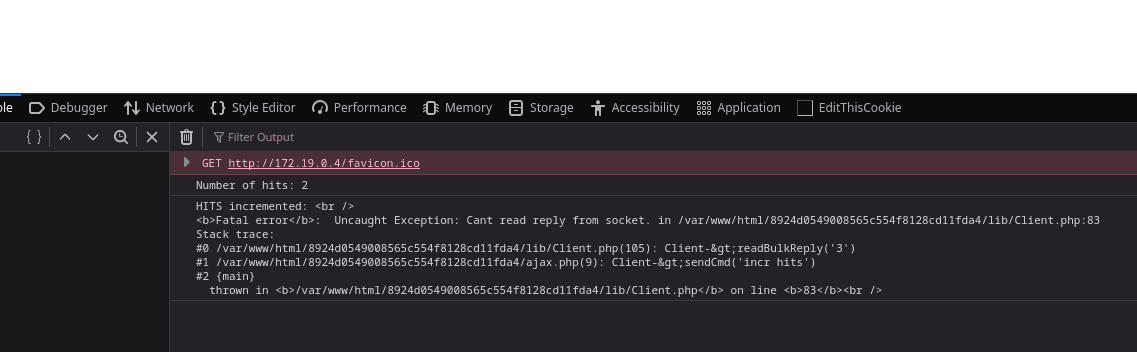 ole Debugger Network Style Editor Performance Memory Storage Accessibility Application EditThisCookie
{ } Filter Output
GET http://172.19.0.4/favicon.ico
Number of hits: 2
HITS incremented: <br />
<b>Fatal error</b>:  Uncaught Exception: Cant read reply from socket. in /var/www/html/8924d0549008565c554f8128cd11fda4/lib/Client.php:83
Stack trace:
#0 /var/www/html/8924d0549008565c554f8128cd11fda4/lib/Client.php(105): Client-&gt;readBulkReply('3')
#1 /var/www/html/8924d0549008565c554f8128cd11fda4/ajax.php(9): Client-&gt;sendCmd('incr hits')
#2 {main}
  thrown in <b>/var/www/html/8924d0549008565c554f8128cd11fda4/lib/Client.php</b> on line <b>83</b><br />